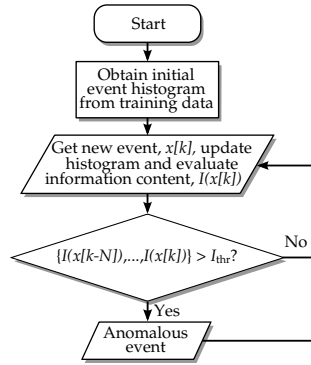 Start
Obtain initial
event histogram
from training data
Get new event, x[k], update
histogram and evaluate
information content, I(x[k])
{I(x[k-N]),...,I(x[k])} > Ithr?
No
Yes
Anomalous
event